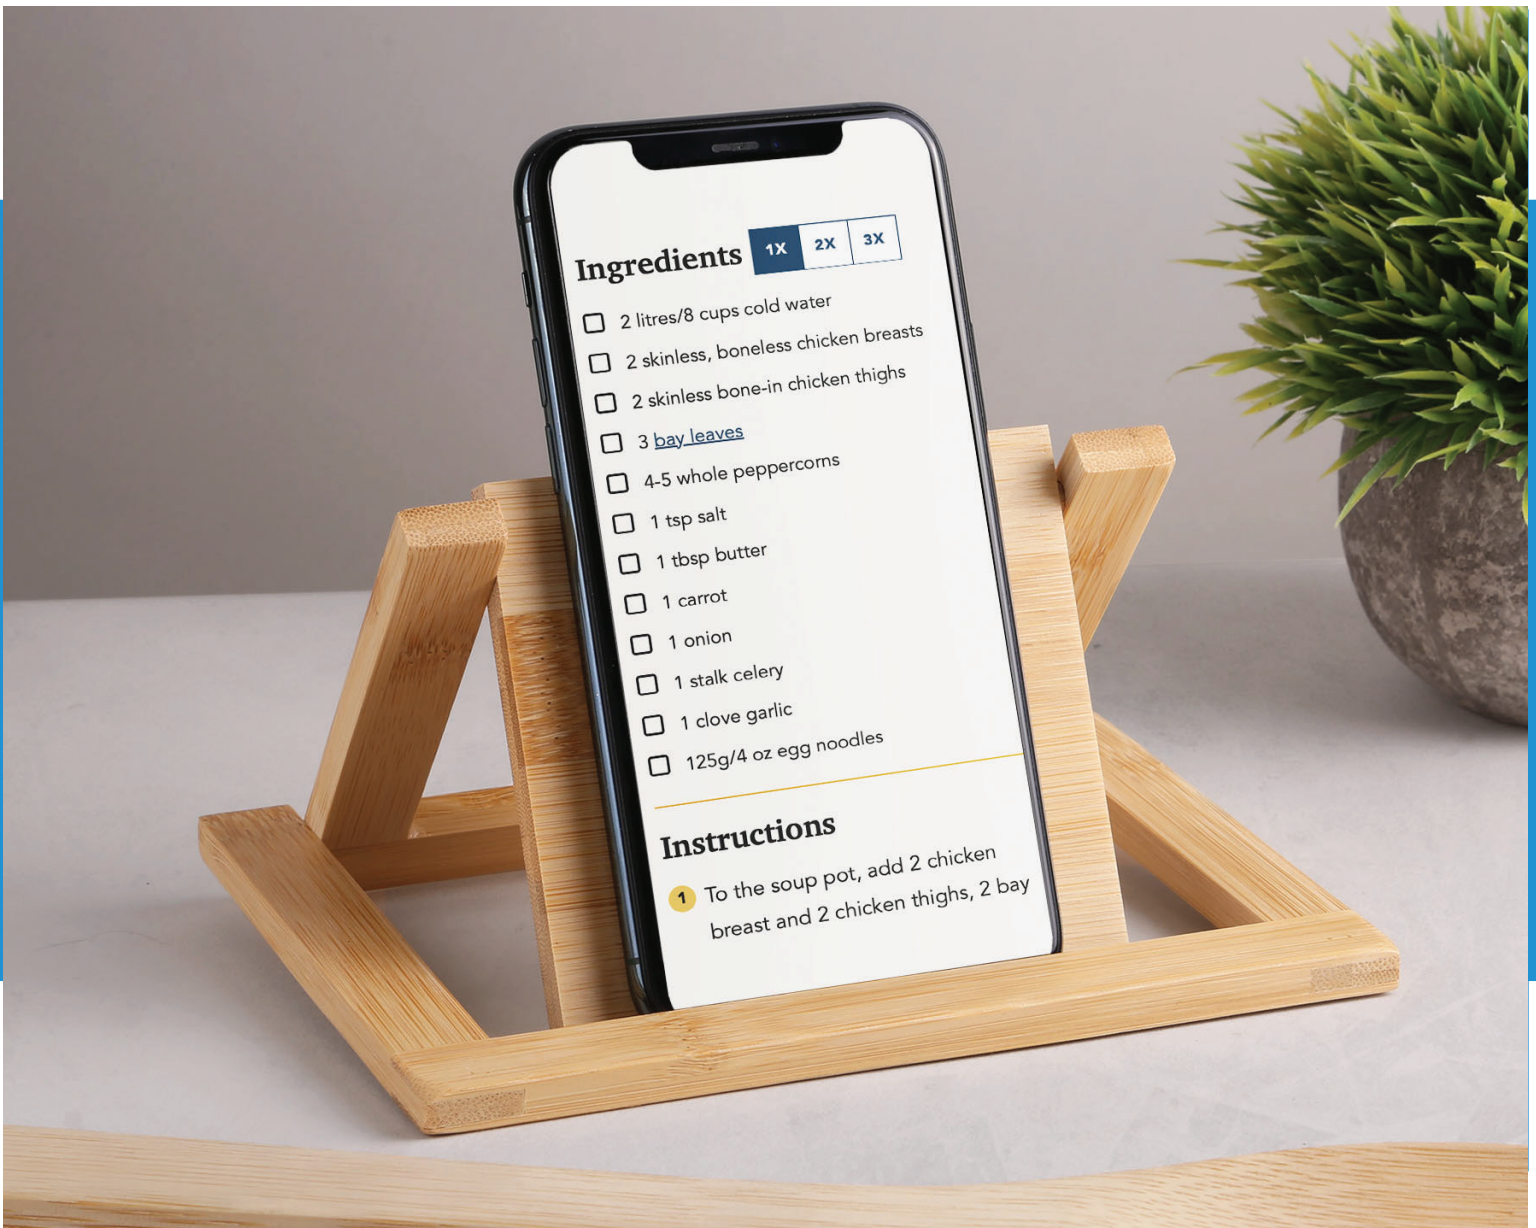 Ingredients 1X 2X 3X
2 litres/8 cups cold water
2 skinless, boneless chicken breasts
2 skinless bone-in chicken thighs
3 bay leaves
4-5 whole peppercorns
1 tsp salt
1 tbsp butter
1 carrot
1 onion
1 stalk celery
1 clove garlic
125g/4 oz egg noodles
Instructions
1 To the soup pot, add 2 chicken
breast and 2 chicken thighs, 2 bay